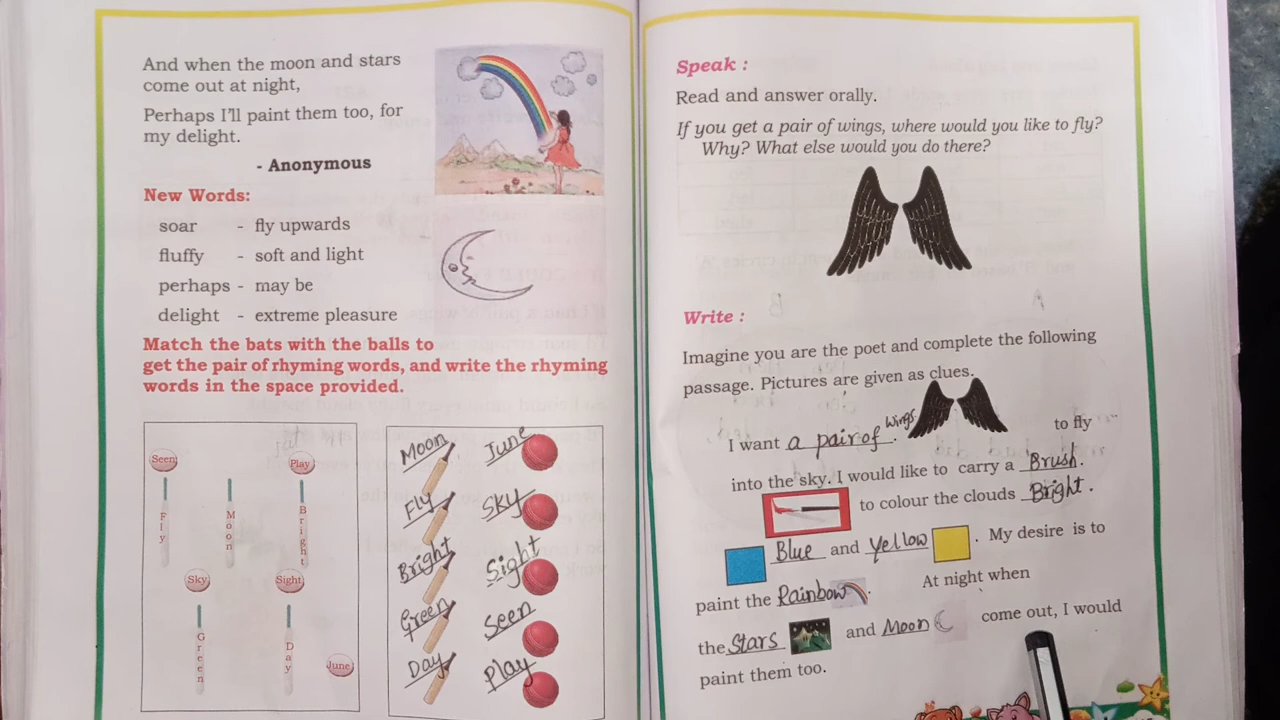 And when the moon and stars
come out at night,
Perhaps I'll paint them too, for
my delight.
- Anonymous
New Words:
soar - fly upwards
fluffy - soft and light
perhaps - may be
delight - extreme pleasure
Match the bats with the balls to
get the pair of rhyming words, and write the rhyming
words in the space provided.
Seen
Play
Fly
Moon
Bright
Sky
Sight
Green
Day
June
Moon June
Fly Sky
Bright Sight
Green Seen
Day Play
Speak :
Read and answer orally.
If you get a pair of wings, where would you like to fly?
Why? What else would you do there?
Write :
Imagine you are the poet and complete the following
passage. Pictures are given as clues.
I want a pair of wings. to fly
into the sky. I would like to carry a Brush.
to colour the clouds Bright.
Blue and Yellow . My desire is to
paint the Rainbow. At night when
the Stars and Moon come out, I would
paint them too.